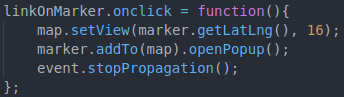 linkOnMarker.onclick = function(){
    map.setView(marker.getLatLng(), 16);
    marker.addTo(map).openPopup();
    event.stopPropagation();
};